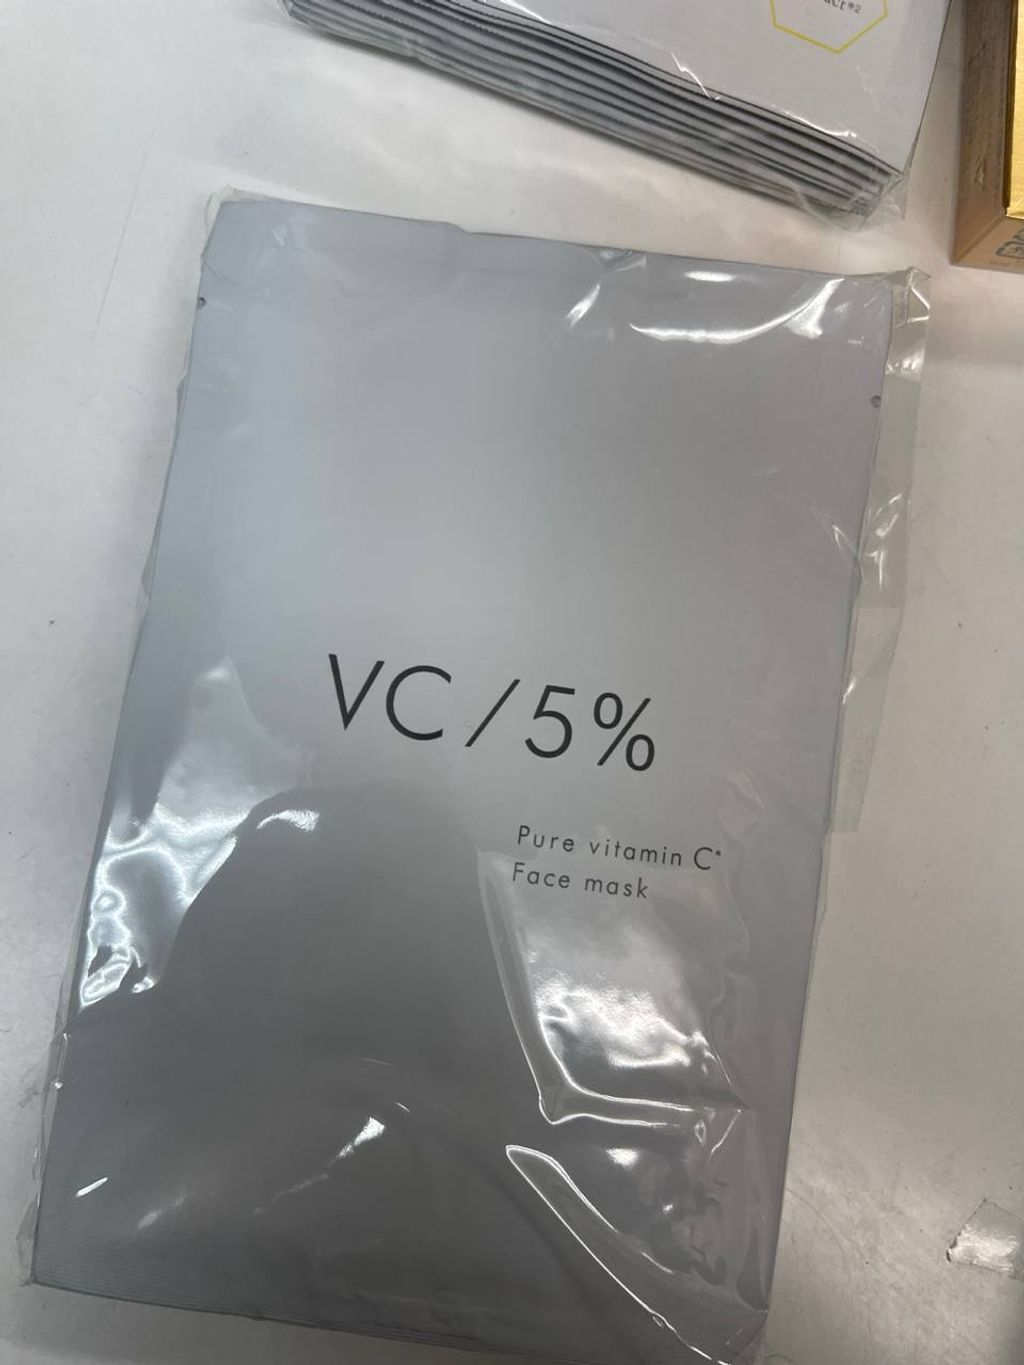 VC/5%
Pure vitamin C*
Face mask